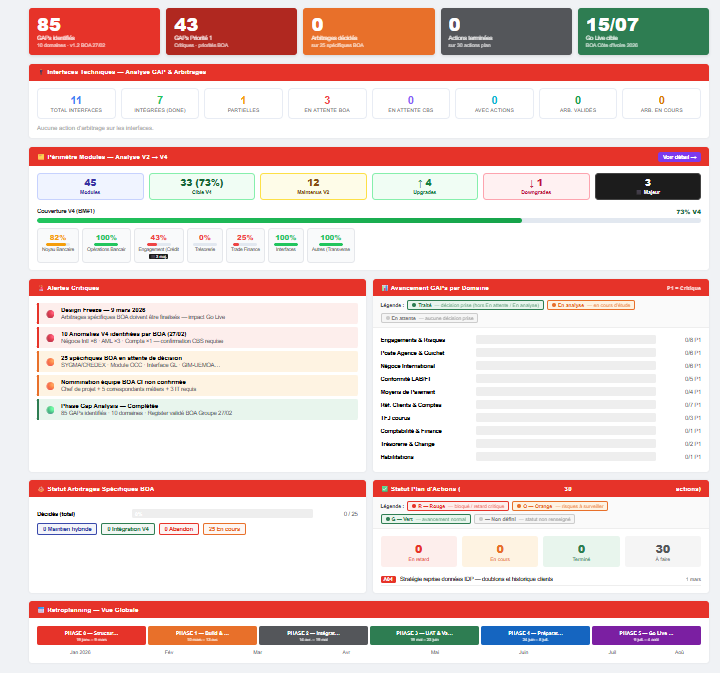 85
GAPs identifiés
10 domaines · v1.2 BOA 27/02
43
GAPs Priorité 1
Critiques · priorités BOA
0
Arbitrages décidés
sur 25 spécifiques BOA
0
Actions terminées
sur 30 actions plan
15/07
Go Live cible
BOA Côte d'Ivoire 2026
Interfaces Techniques — Analyse GAP & Arbitrages
11
TOTAL INTERFACES
7
INTÉGRÉES (DONE)
1
PARTIELLES
3
EN ATTENTE BOA
0
EN ATTENTE CBS
0
AVEC ACTIONS
0
ARB. VALIDÉS
0
ARB. EN COURS
Aucune action d'arbitrage sur les interfaces.
Périmètre Modules — Analyse V2 → V4
Voir détail →
45
Modules
33 (73%)
Cible V4
12
Maintenus V2
↑ 4
Upgrades
↓ 1
Downgrades
3
Majeur
Couverture V4 (BMF1)
73% V4
82%
Noyau Bancaire
100%
Opérations Bancair
43%
Engagement (Crédit
3 maj.
0%
Trésorerie
25%
Trade Finance
100%
Interfaces
100%
Autres (Transverse
Alertes Critiques
Design Freeze — 9 mars 2026
Arbitrages spécifiques BOA doivent être finalisés — impact Go Live
10 Anomalies V4 identifiées par BOA (27/02)
Négoce Intl ×6 · AML ×3 · Compta ×1 — confirmation CBS requise
25 spécifiques BOA en attente de décision
SYGMA/CREDEX · Module OCC · Interface GL · GIM-UEMOA…
Nomination équipe BOA CI non confirmée
Chef de projet + 5 correspondants métiers + 3 IT requis
Phase Gap Analysis — Complétée
85 GAPs identifiés · 10 domaines · Register validé BOA Groupe 27/02
Avancement GAPs par Domaine
P1 = Critique
Légende :
Traité — décision prise (hors En attente / En analyse)
En analyse — en cours d'étude
En attente — aucune décision prise
Engagements & Risques 0/8 P1
Poste Agence & Guichet 0/6 P1
Négoce International 0/6 P1
Conformité LAB/FT 0/5 P1
Moyens de Paiement 0/4 P1
Réf. Clients & Comptes 0/7 P1
TFJ courus 0/3 P1
Comptabilité & Finance 0/1 P1
Trésorerie & Change 0/2 P1
Habilitations 0/1 P1
Statut Arbitrages Spécifiques BOA
Décidés (total)
0 / 25
0 Maintien hybride
0 Intégration V4
0 Abandon
25 En cours
Statut Plan d'Actions (
30
actions)
Légende :
R — Rouge — bloqué / retard critique
O — Orange — risques à surveiller
G — Vert — avancement normal
— Non défini — statut non renseigné
0
En retard
0
En cours
0
Terminé
30
À faire
A04
Stratégie reprise données IDP — doublons et historique clients
1 mars
Retroplanning — Vue Globale
PHASE 0 — Structur…
PHASE 1 — Build & …
PHASE 2 — Intégrat…
PHASE 3 — UAT & Va…
PHASE 4 — Prépara…
PHASE 5 — Go Live …
Jan 2026
Fév
Mar
Avr
Mai
Juin
Juil
Aoû